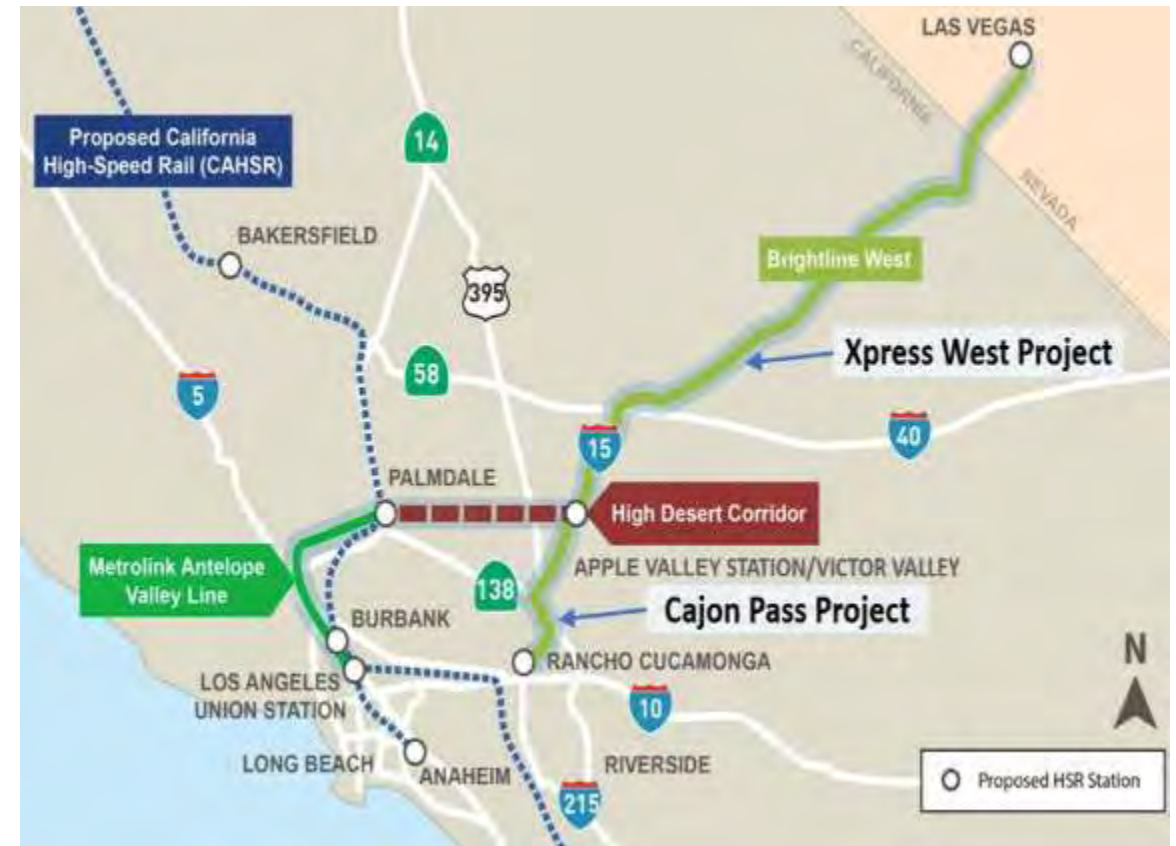 LAS VEGAS
CALIFORNIA
NEVADA
Proposed California
High-Speed Rail (CAHSR)
14
BAKERSFIELD
395
Brightline West
Xpress West Project
58
5
15
40
PALMDALE
High Desert Corridor
Metrolink Antelope
Valley Line
138
APPLE VALLEY STATION/VICTOR VALLEY
Cajon Pass Project
BURBANK
RANCHO CUCAMONGA
N
LOS ANGELES
UNION STATION
10
LONG BEACH
ANAHEIM
RIVERSIDE
215
Proposed HSR Station